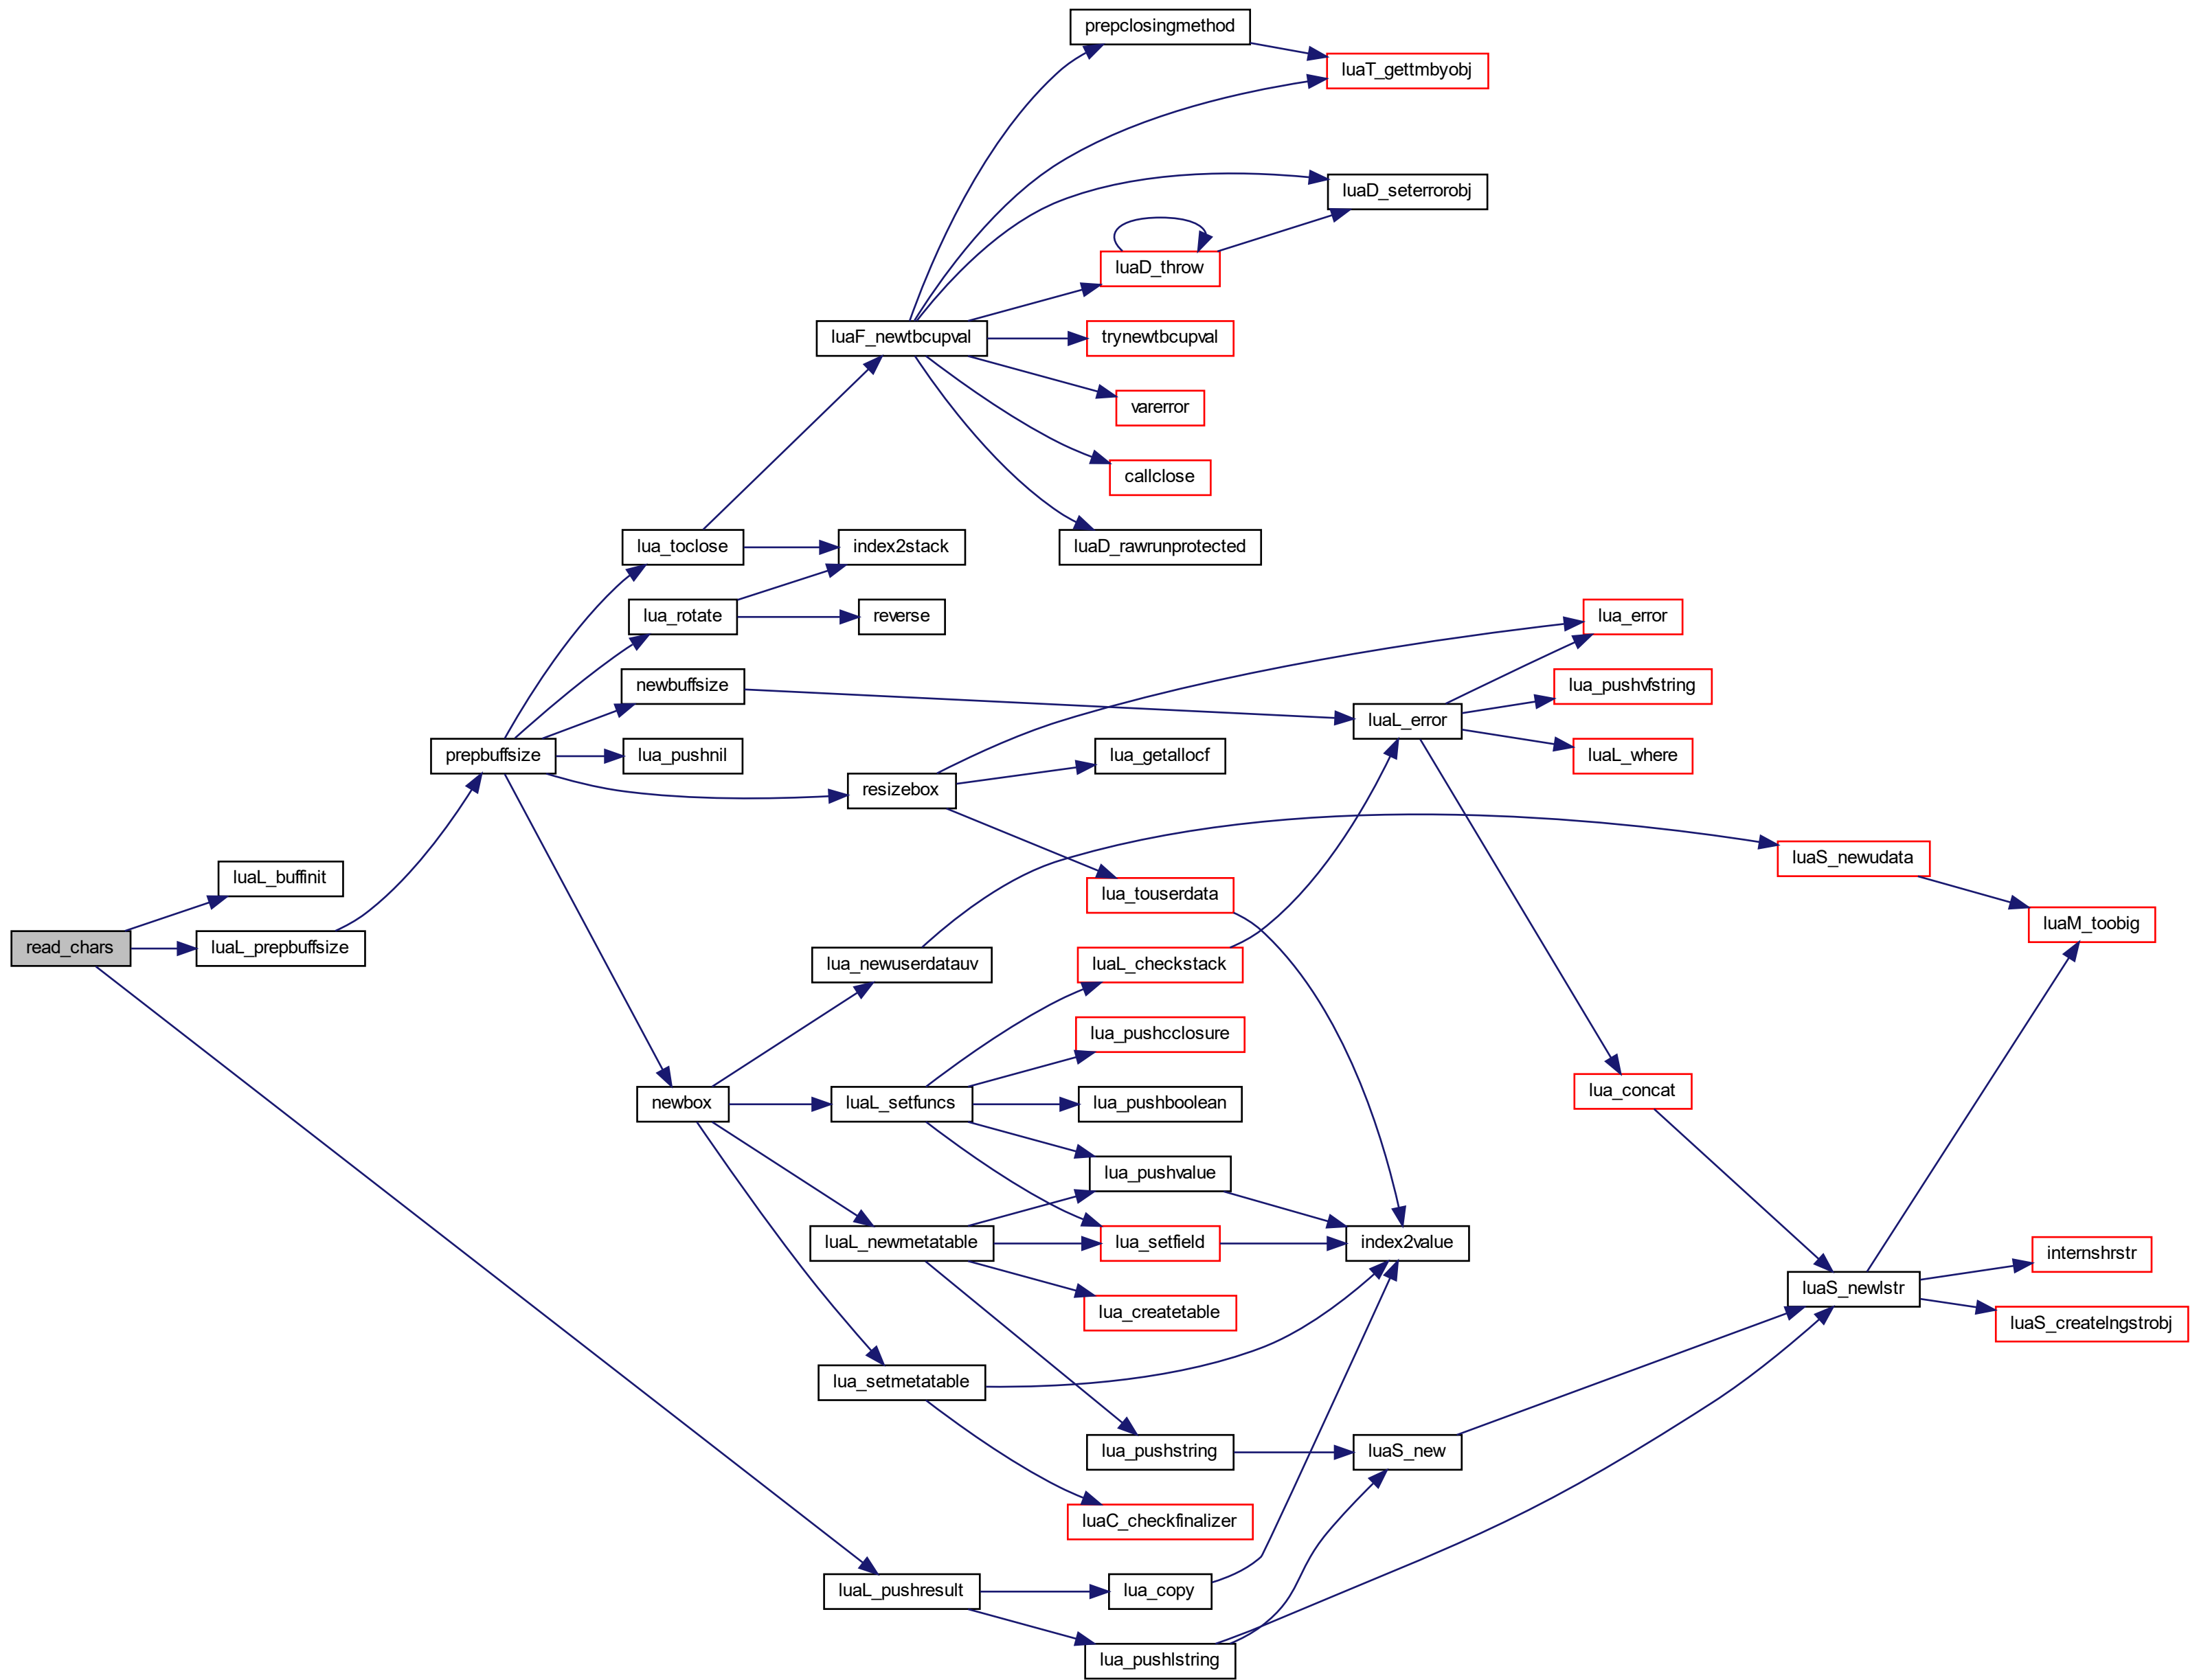 prepclosingmethod
luaT_gettmbyobj
luaD_seterrorobj
luaD_throw
luaF_newtbcupval
trynewtbcupval
varerror
callclose
lua_toclose
index2stack
luaD_rawrunprotected
lua_rotate
reverse
lua_error
newbuffsize
lua_pushvfstring
luaL_error
prepbuffsize
lua_pushnil
lua_getallocf
luaL_where
resizebox
luaL_buffinit
lua_touserdata
luaS_newudata
luaM_toobig
read_chars
luaL_prepbuffsize
lua_newuserdatauv
luaL_checkstack
lua_pushcclosure
newbox
luaL_setfuncs
lua_pushboolean
lua_concat
lua_pushvalue
luaL_newmetatable
lua_setfield
index2value
internshrstr
luaS_newlstr
lua_createtable
luaS_createlngstrobj
lua_setmetatable
lua_pushstring
luaS_new
luaC_checkfinalizer
luaL_pushresult
lua_copy
lua_pushlstring